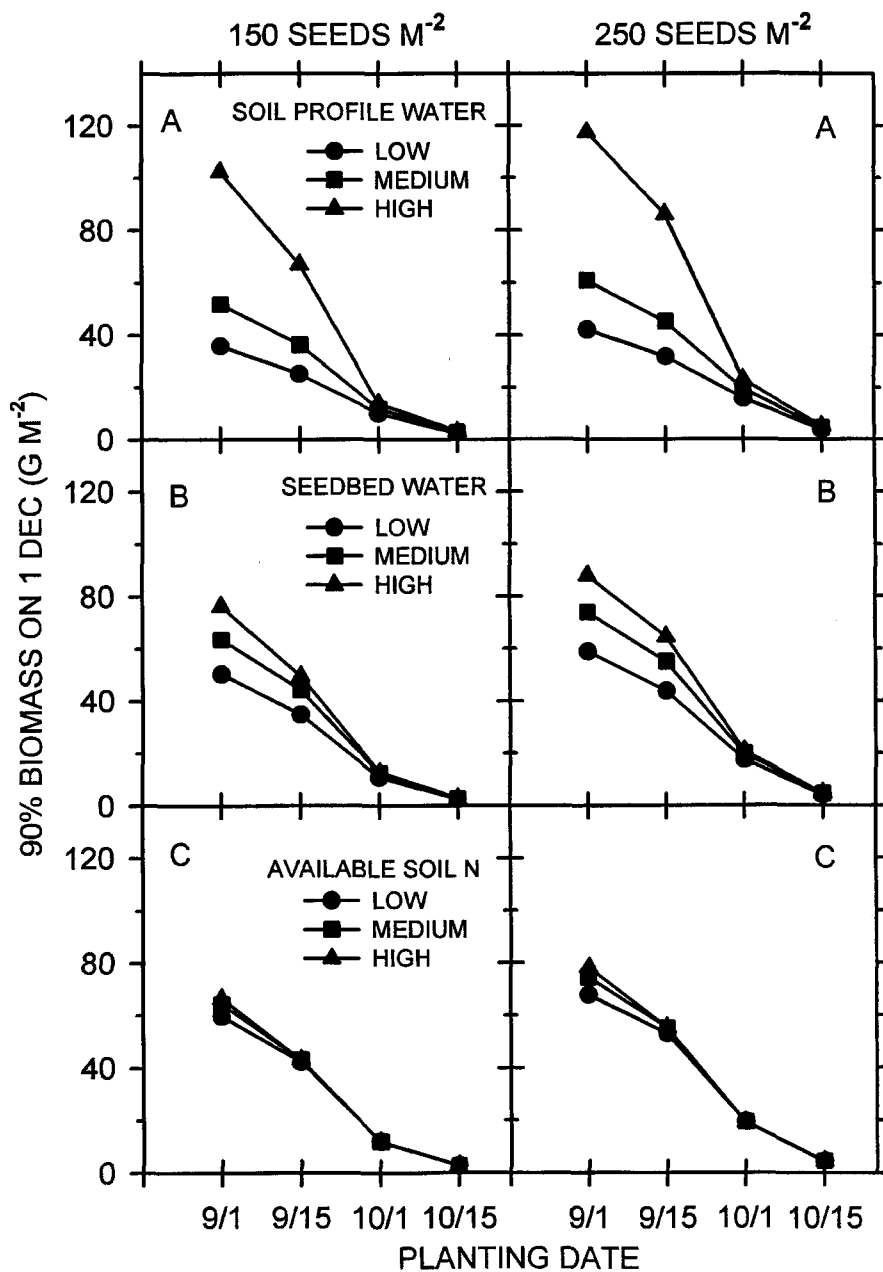 150 SEEDS M⁻²
250 SEEDS M⁻²
90% BIOMASS ON 1 DEC (G M⁻²)
120
80
40
0
A
SOIL PROFILE WATER
LOW
MEDIUM
HIGH
A
120
80
40
0
B
SEEDBED WATER
LOW
MEDIUM
HIGH
B
120
80
40
0
C
AVAILABLE SOIL N
LOW
MEDIUM
HIGH
C
9/1 9/15 10/1 10/15
9/1 9/15 10/1 10/15
PLANTING DATE